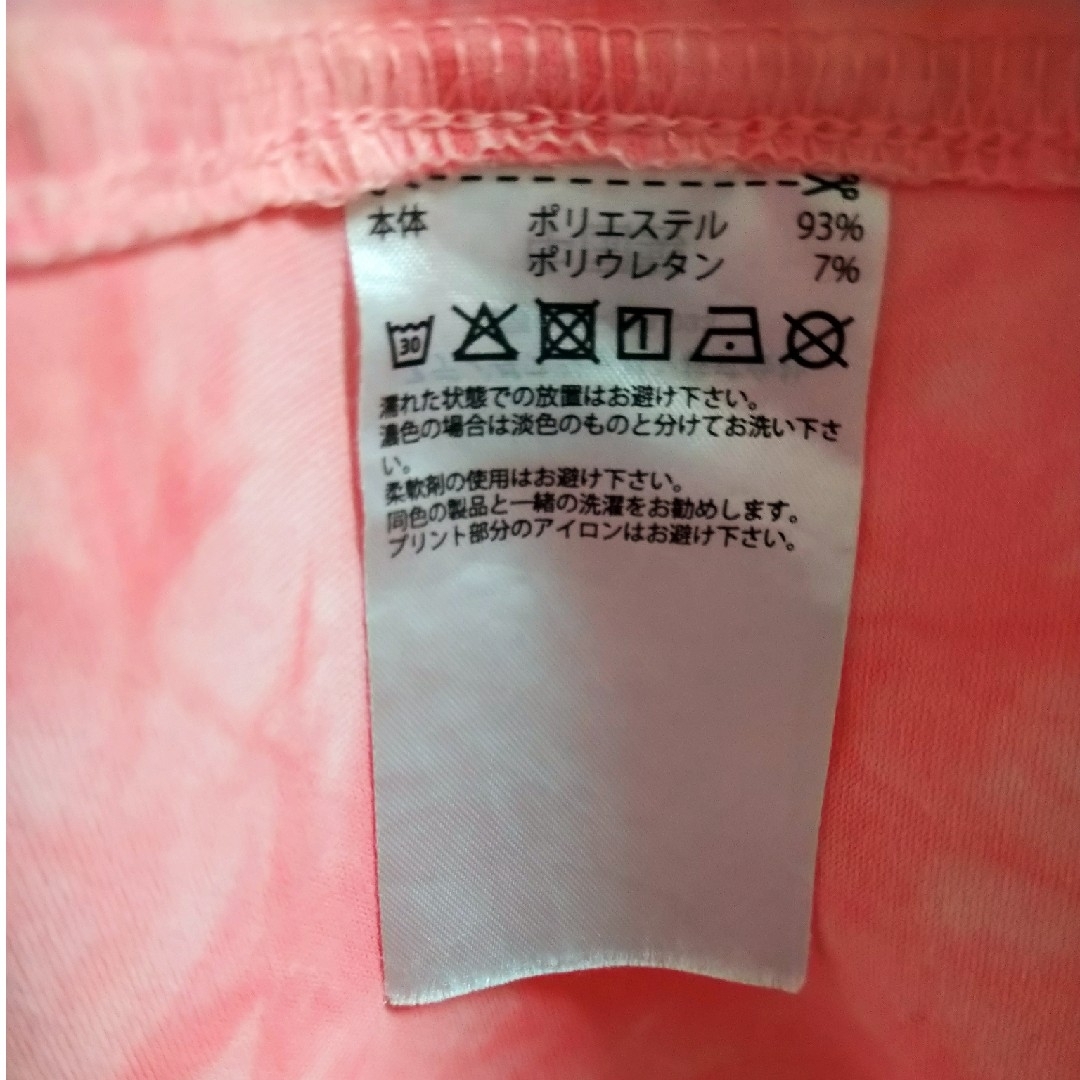 本体 ポリエステル 93%
ポリウレタン 7%
30
濡れた状態での放置はお避け下さい。
濃色の場合は淡色のものと分けてお洗い下さ
い。
柔軟剤の使用はお避け下さい。
同色の製品と一緒の洗濯をお勧めします。
プリント部分のアイロンはお避け下さい。